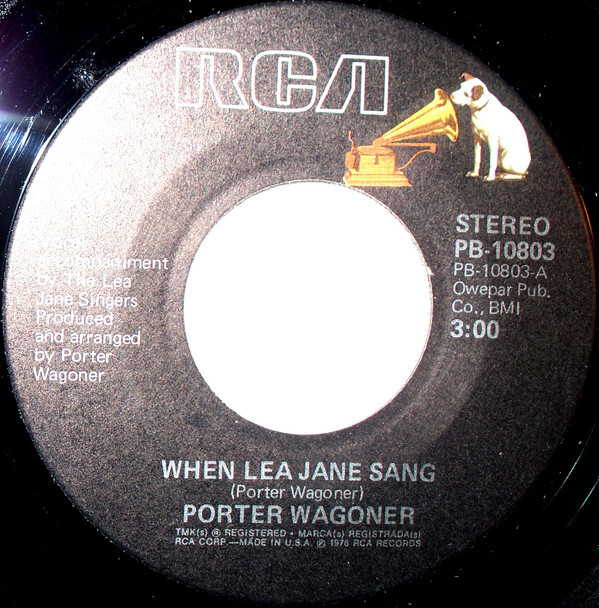 RCA
STEREO
PB-10803
PB-10803-A
Owepar Pub.
Co., BMI
3:00
accompartiment
by The Lea
Jane Singers
Produced
and arranged
by Porter
Wagoner
WHEN LEA JANE SANG
(Porter Wagoner)
PORTER WAGONER
TMK(s) ® REGISTERED • MARCA(s) REGISTRADA(s)
RCA CORP.—MADE IN U.S.A. ℗ 1976 RCA RECORDS